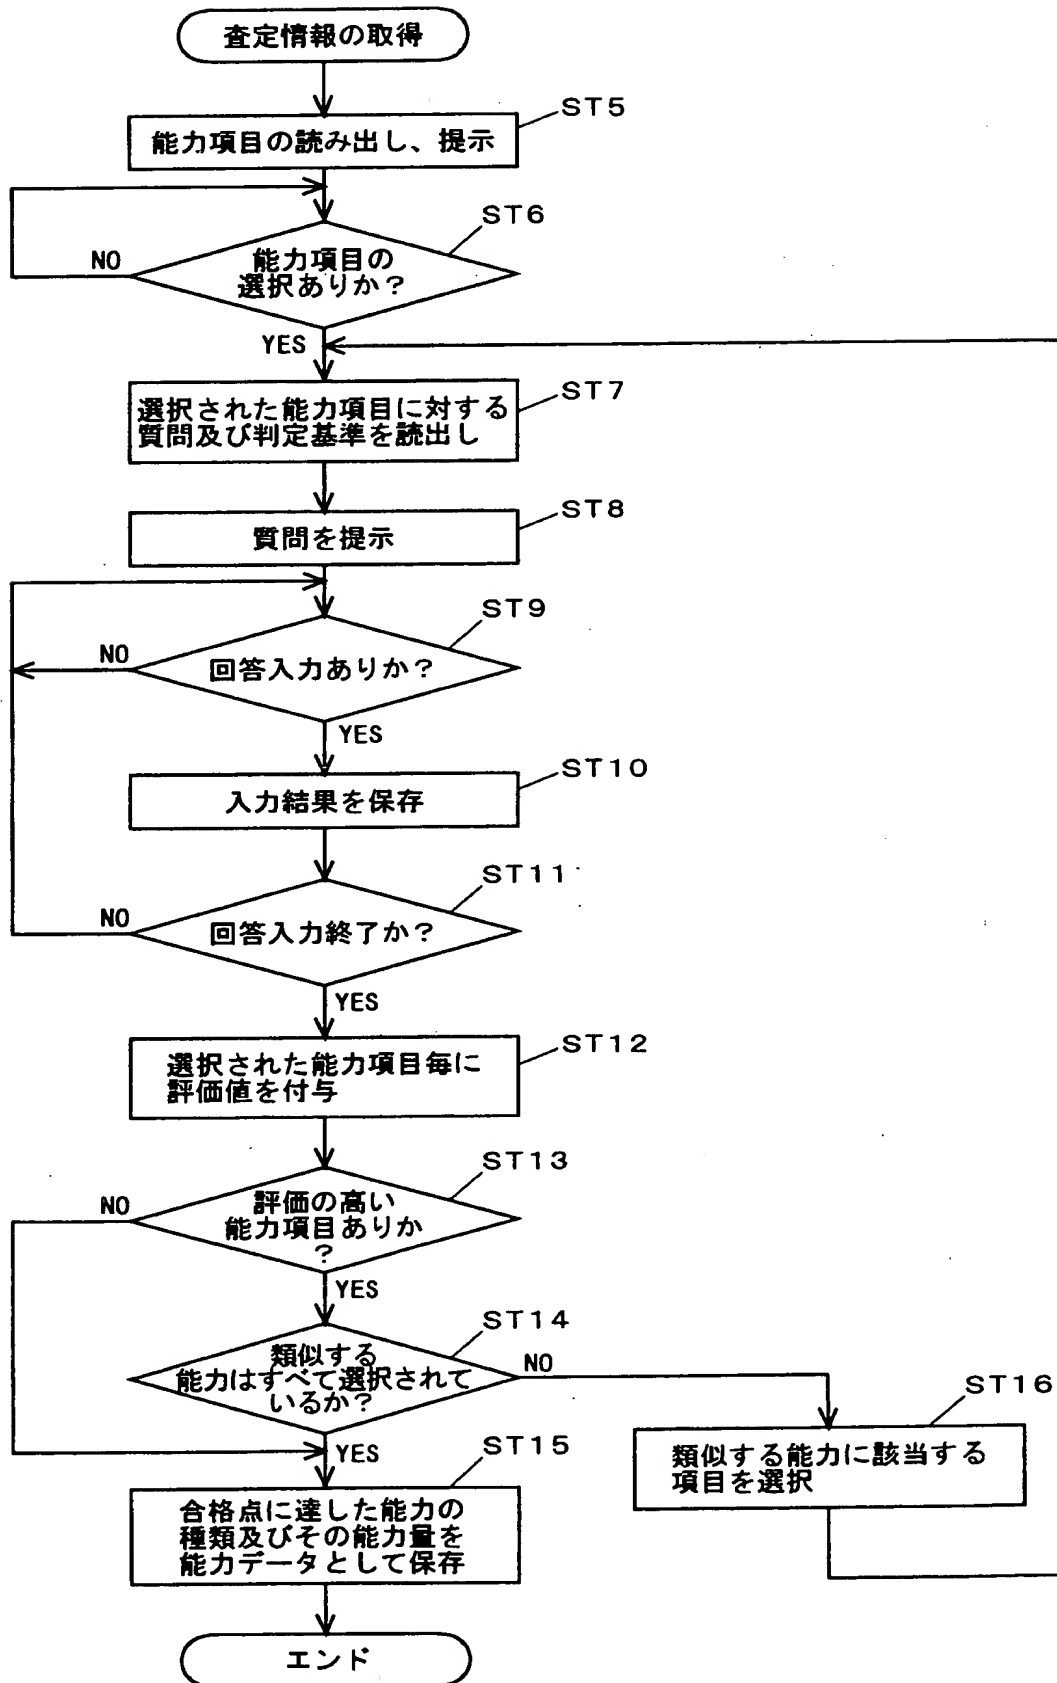 査定情報の取得
ST5
能力項目の読み出し、提示
ST6
能力項目の
選択ありか？
NO
YES
ST7
選択された能力項目に対する
質問及び判定基準を読出し
ST8
質問を提示
ST9
回答入力ありか？
NO
YES
ST10
入力結果を保存
ST11
回答入力終了か？
NO
YES
ST12
選択された能力項目毎に
評価値を付与
ST13
評価の高い
能力項目ありか
？
NO
YES
ST14
類似する
能力はすべて選択されて
いるか？
NO
YES
ST16
類似する能力に該当する
項目を選択
ST15
合格点に達した能力の
種類及びその能力量を
能力データとして保存
エンド